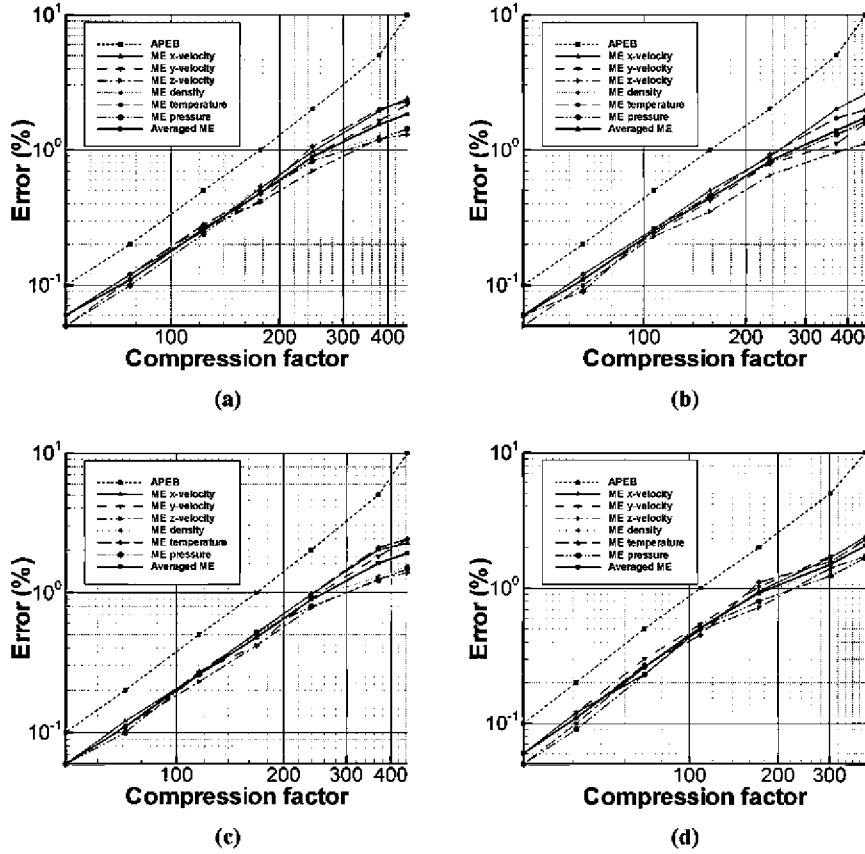 10¹
APEB
ME x-velocity
ME y-velocity
ME z-velocity
ME density
ME temperature
ME pressure
Averaged ME
10⁰
10⁻¹
Error (%)
100 200 300 400
Compression factor
(a)
10¹
APEB
ME x-velocity
ME y-velocity
ME z-velocity
ME density
ME temperature
ME pressure
Averaged ME
10⁰
10⁻¹
Error (%)
100 200 300 400
Compression factor
(b)
10¹
APEB
ME x-velocity
ME y-velocity
ME z-velocity
ME density
ME temperature
ME pressure
Averaged ME
10⁰
10⁻¹
Error (%)
100 200 300 400
Compression factor
(c)
10¹
APEB
ME x-velocity
ME y-velocity
ME z-velocity
ME density
ME temperature
ME pressure
Averaged ME
10⁰
10⁻¹
Error (%)
100 200 300
Compression factor
(d)